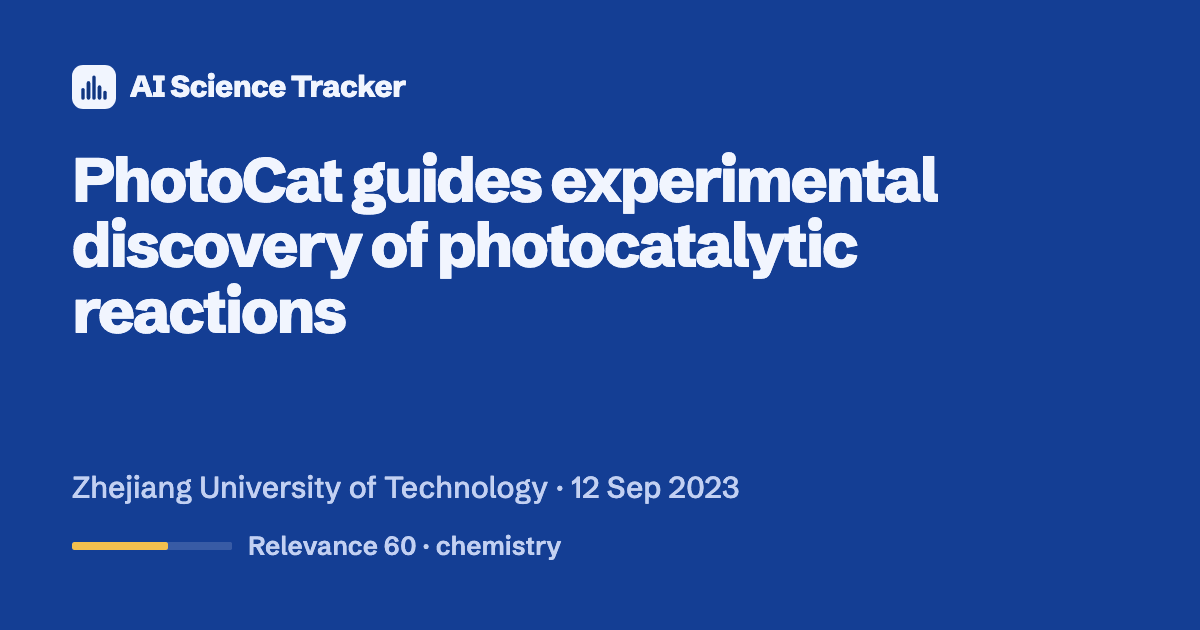 AI Science Tracker
PhotoCat guides experimental
discovery of photocatalytic
reactions
Zhejiang University of Technology · 12 Sep 2023
Relevance 60 · chemistry